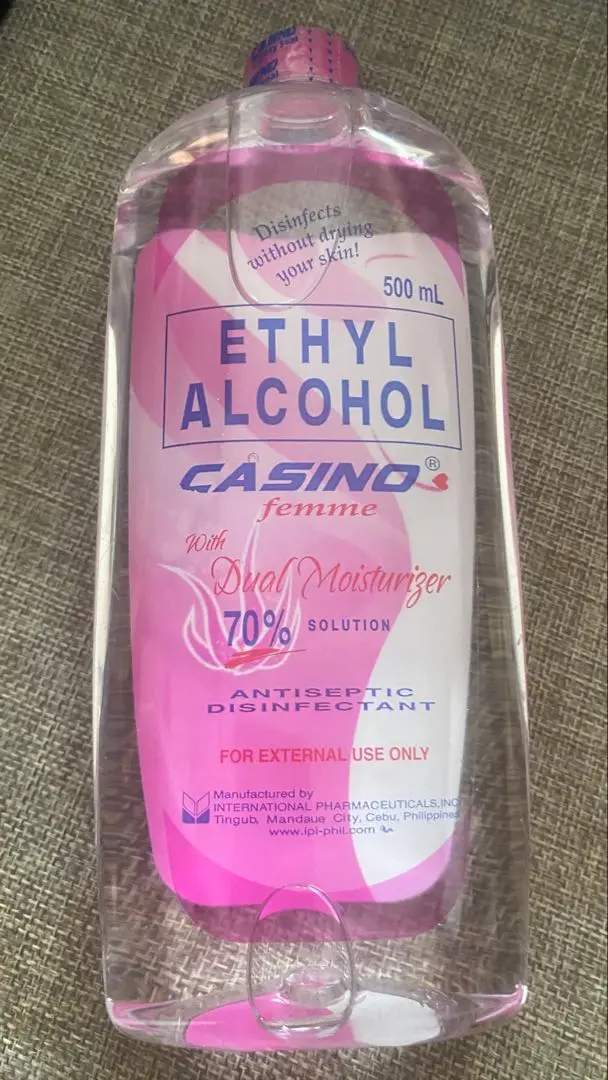 CASINO
Disinfects
without drying
your skin!
500 mL
ETHYL
ALCOHOL
CASINO®
femme
With
Dual Moisturizer
70% SOLUTION
ANTISEPTIC
DISINFECTANT
FOR EXTERNAL USE ONLY
Manufactured by
INTERNATIONAL PHARMACEUTICALS,INC
Tingub, Mandaue City, Cebu, Philippines
www.ipi-phil.com